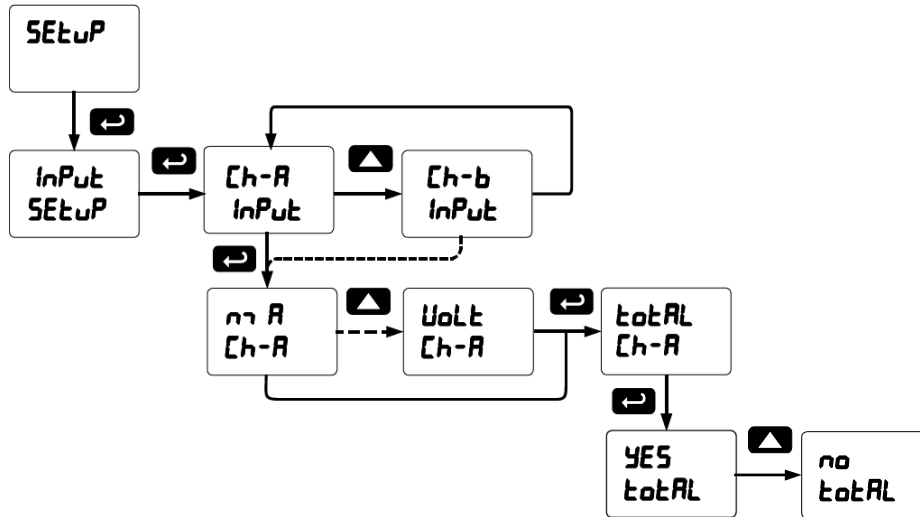 SEtuP
InPut
SEtuP
Ch-A
InPut
Ch-b
InPut
mA
Ch-A
VoLt
Ch-A
totAL
Ch-A
YES
totAL
no
totAL